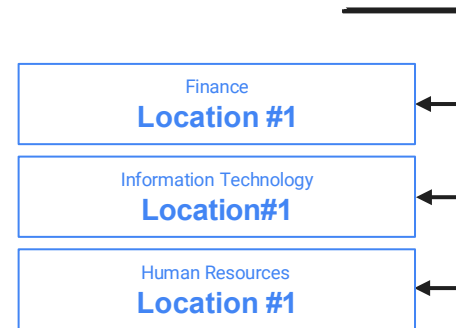 Finance
Location #1
Information Technology
Location#1
Human Resources
Location #1